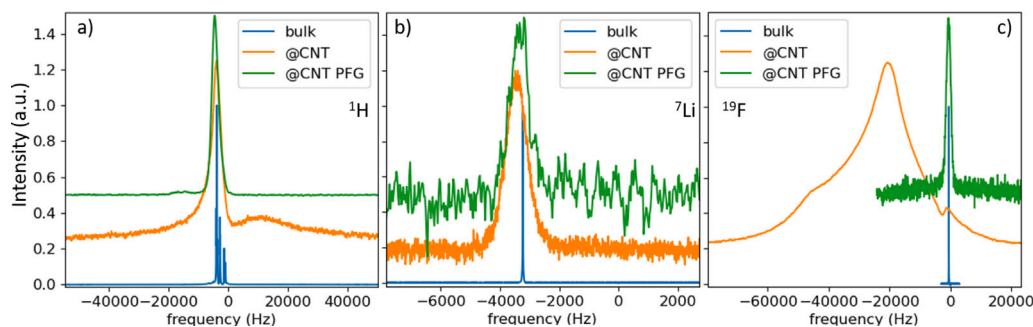 a)
bulk
@CNT
@CNT PFG
¹H
Intensity (a.u.)
1.4
1.2
1.0
0.8
0.6
0.4
0.2
0.0
−40000 −20000 0 20000
frequency (Hz)
b)
bulk
@CNT
@CNT PFG
⁷Li
−6000 −4000 −2000 0 2000
frequency (Hz)
c)
bulk
@CNT
@CNT PFG
¹⁹F
−60000 −40000 −20000 0 20000
frequency (Hz)